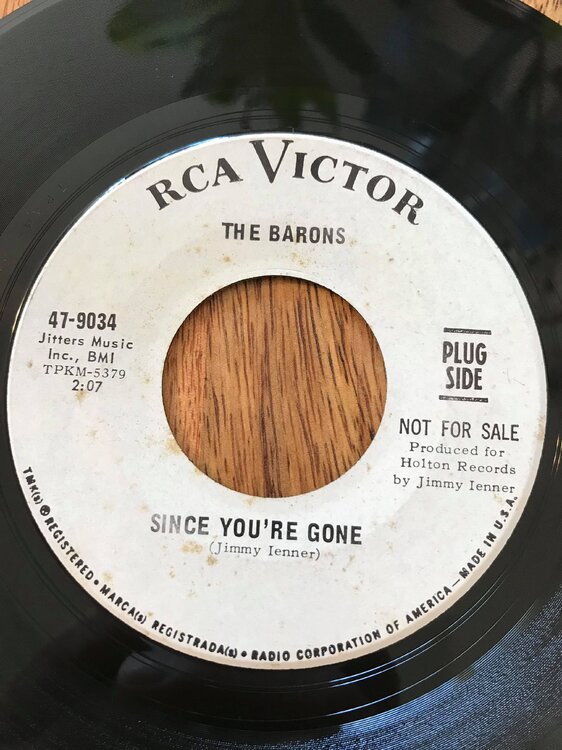 RCA VICTOR
THE BARONS
47-9034
Jitters Music
Inc., BMI
TPKM-5379
2:07
PLUG
SIDE
NOT FOR SALE
Produced for
Holton Records
by Jimmy Ienner
SINCE YOU'RE GONE
(Jimmy Ienner)
TMK(s) ® REGISTERED • MARCA(s) REGISTRADA(s) • RADIO CORPORATION OF AMERICA—MADE IN U.S.A.